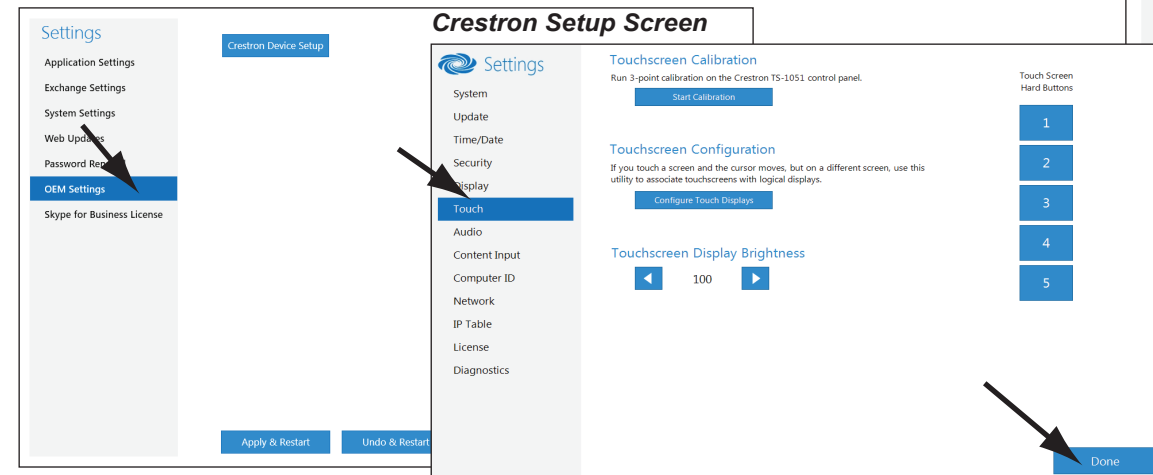 Crestron Setup Screen
Settings
Crestron Device Setup
Application Settings
Exchange Settings
System Settings
Web Updates
Password
OEM Settings
Skype for Business License
Apply & Restart
Undo & Restart
Settings
System
Update
Time/Date
Security
Display
Touch
Audio
Content Input
Computer ID
Network
IP Table
License
Diagnostics
Touchscreen Calibration
Run 3-point calibration on the Crestron TS-1051 control panel.
Start Calibration
Touchscreen Configuration
If you touch a screen and the cursor moves, but on a different screen, use this
utility to associate touchscreens with logical displays.
Configure Touch Displays
Touchscreen Display Brightness
100
Touch Screen
Hard Buttons
1
2
3
4
5
Done